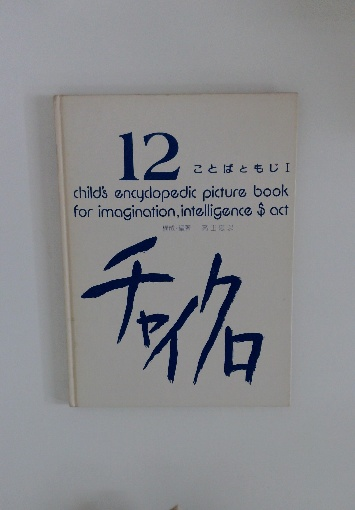 12 ことばともじ I
child's encyclopedic picture book
for imagination, intelligence $ act
チャイクロ